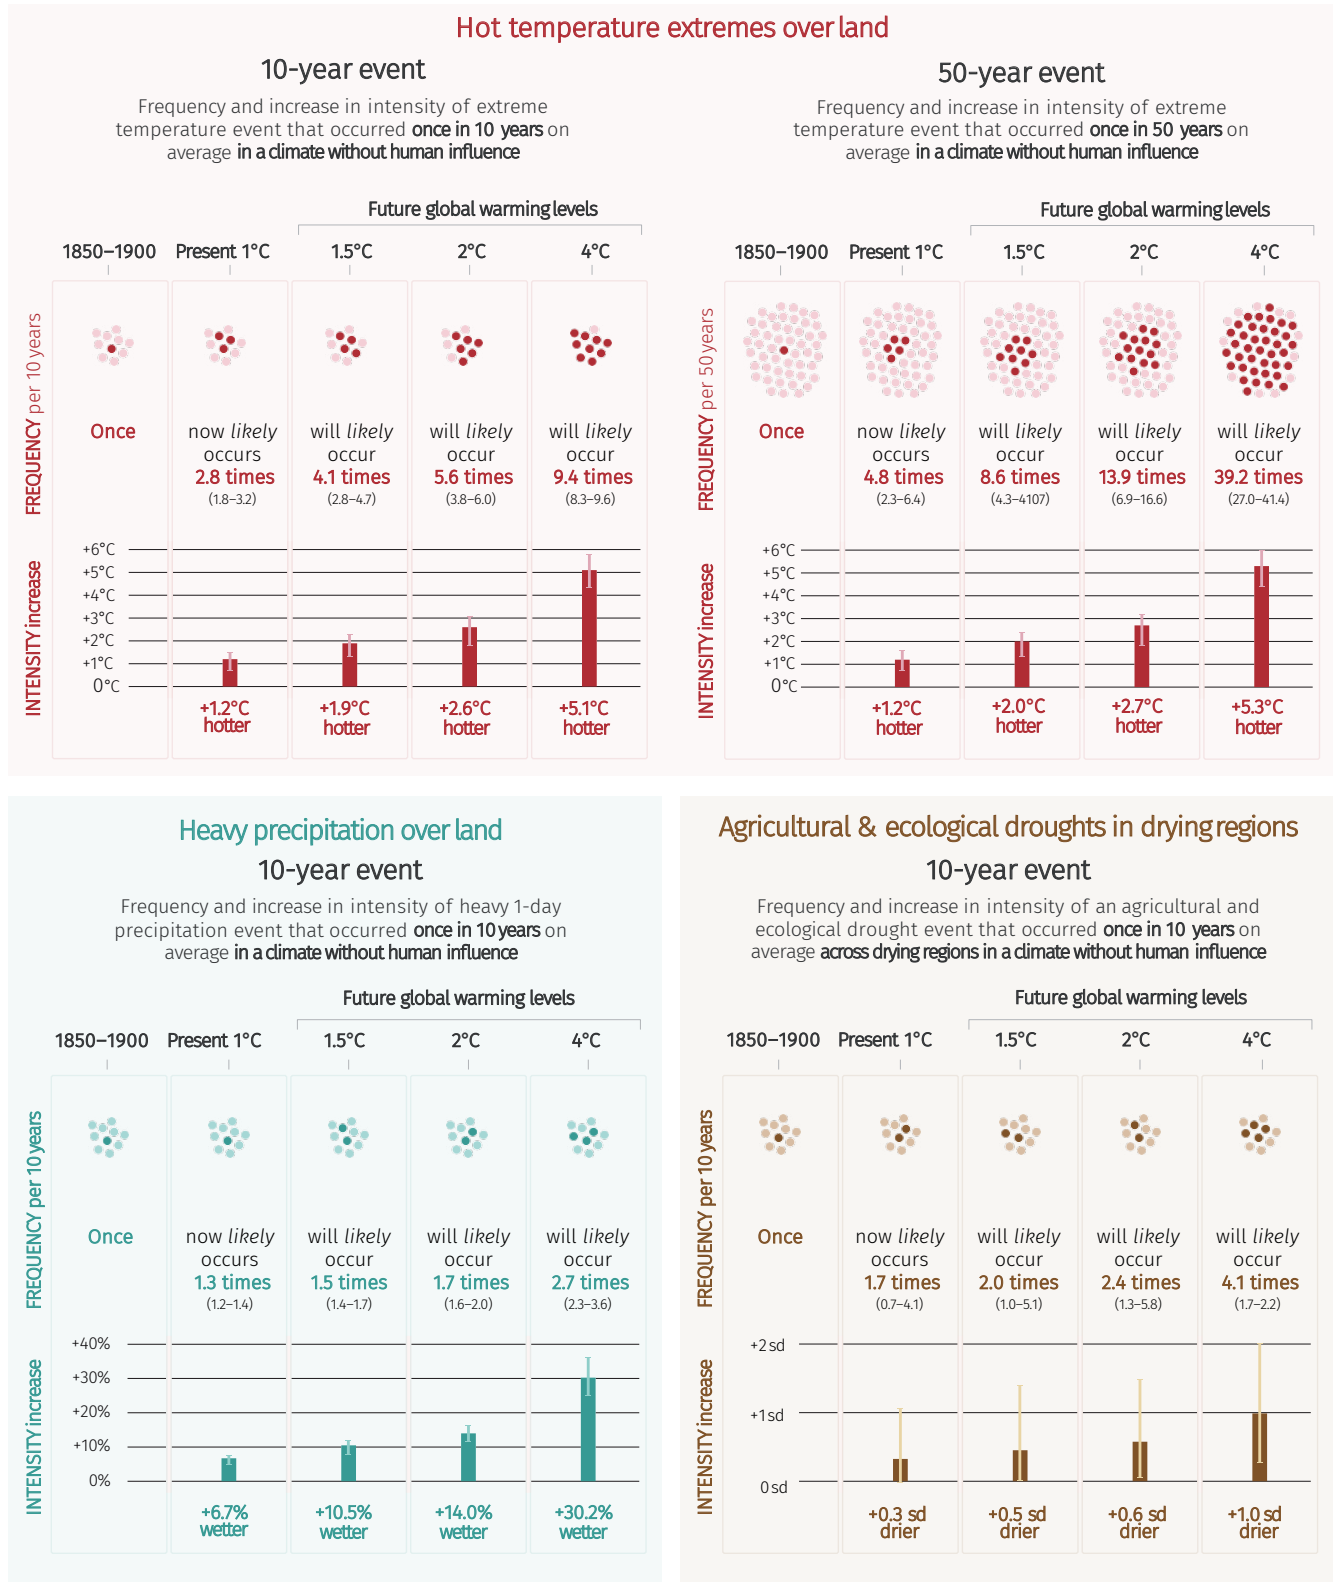 Hot temperature extremes over land
10-year event
Frequency and increase in intensity of extreme
temperature event that occurred once in 10 years on
average in a climate without human influence
Future global warming levels
1850–1900 Present 1°C 1.5°C 2°C 4°C
FREQUENCY per 10 years
Once
now likely
occurs
2.8 times
(1.8–3.2)
will likely
occur
4.1 times
(2.8–4.7)
will likely
occur
5.6 times
(3.8–6.0)
will likely
occur
9.4 times
(8.3–9.6)
INTENSITY increase
+6°C
+5°C
+4°C
+3°C
+2°C
+1°C
0°C
+1.2°C
hotter
+1.9°C
hotter
+2.6°C
hotter
+5.1°C
hotter
50-year event
Frequency and increase in intensity of extreme
temperature event that occurred once in 50 years on
average in a climate without human influence
Future global warming levels
1850–1900 Present 1°C 1.5°C 2°C 4°C
FREQUENCY per 50 years
Once
now likely
occurs
4.8 times
(2.3–6.4)
will likely
occur
8.6 times
(4.3–4107)
will likely
occur
13.9 times
(6.9–16.6)
will likely
occur
39.2 times
(27.0–41.4)
INTENSITY increase
+6°C
+5°C
+4°C
+3°C
+2°C
+1°C
0°C
+1.2°C
hotter
+2.0°C
hotter
+2.7°C
hotter
+5.3°C
hotter
Heavy precipitation over land
10-year event
Frequency and increase in intensity of heavy 1-day
precipitation event that occurred once in 10 years on
average in a climate without human influence
Future global warming levels
1850–1900 Present 1°C 1.5°C 2°C 4°C
FREQUENCY per 10 years
Once
now likely
occurs
1.3 times
(1.2–1.4)
will likely
occur
1.5 times
(1.4–1.7)
will likely
occur
1.7 times
(1.6–2.0)
will likely
occur
2.7 times
(2.3–3.6)
INTENSITY increase
+40%
+30%
+20%
+10%
0%
+6.7%
wetter
+10.5%
wetter
+14.0%
wetter
+30.2%
wetter
Agricultural & ecological droughts in drying regions
10-year event
Frequency and increase in intensity of an agricultural and
ecological drought event that occurred once in 10 years on
average across drying regions in a climate without human influence
Future global warming levels
1850–1900 Present 1°C 1.5°C 2°C 4°C
FREQUENCY per 10 years
Once
now likely
occurs
1.7 times
(0.7–4.1)
will likely
occur
2.0 times
(1.0–5.1)
will likely
occur
2.4 times
(1.3–5.8)
will likely
occur
4.1 times
(1.7–2.2)
INTENSITY increase
+2 sd
+1 sd
0 sd
+0.3 sd
drier
+0.5 sd
drier
+0.6 sd
drier
+1.0 sd
drier